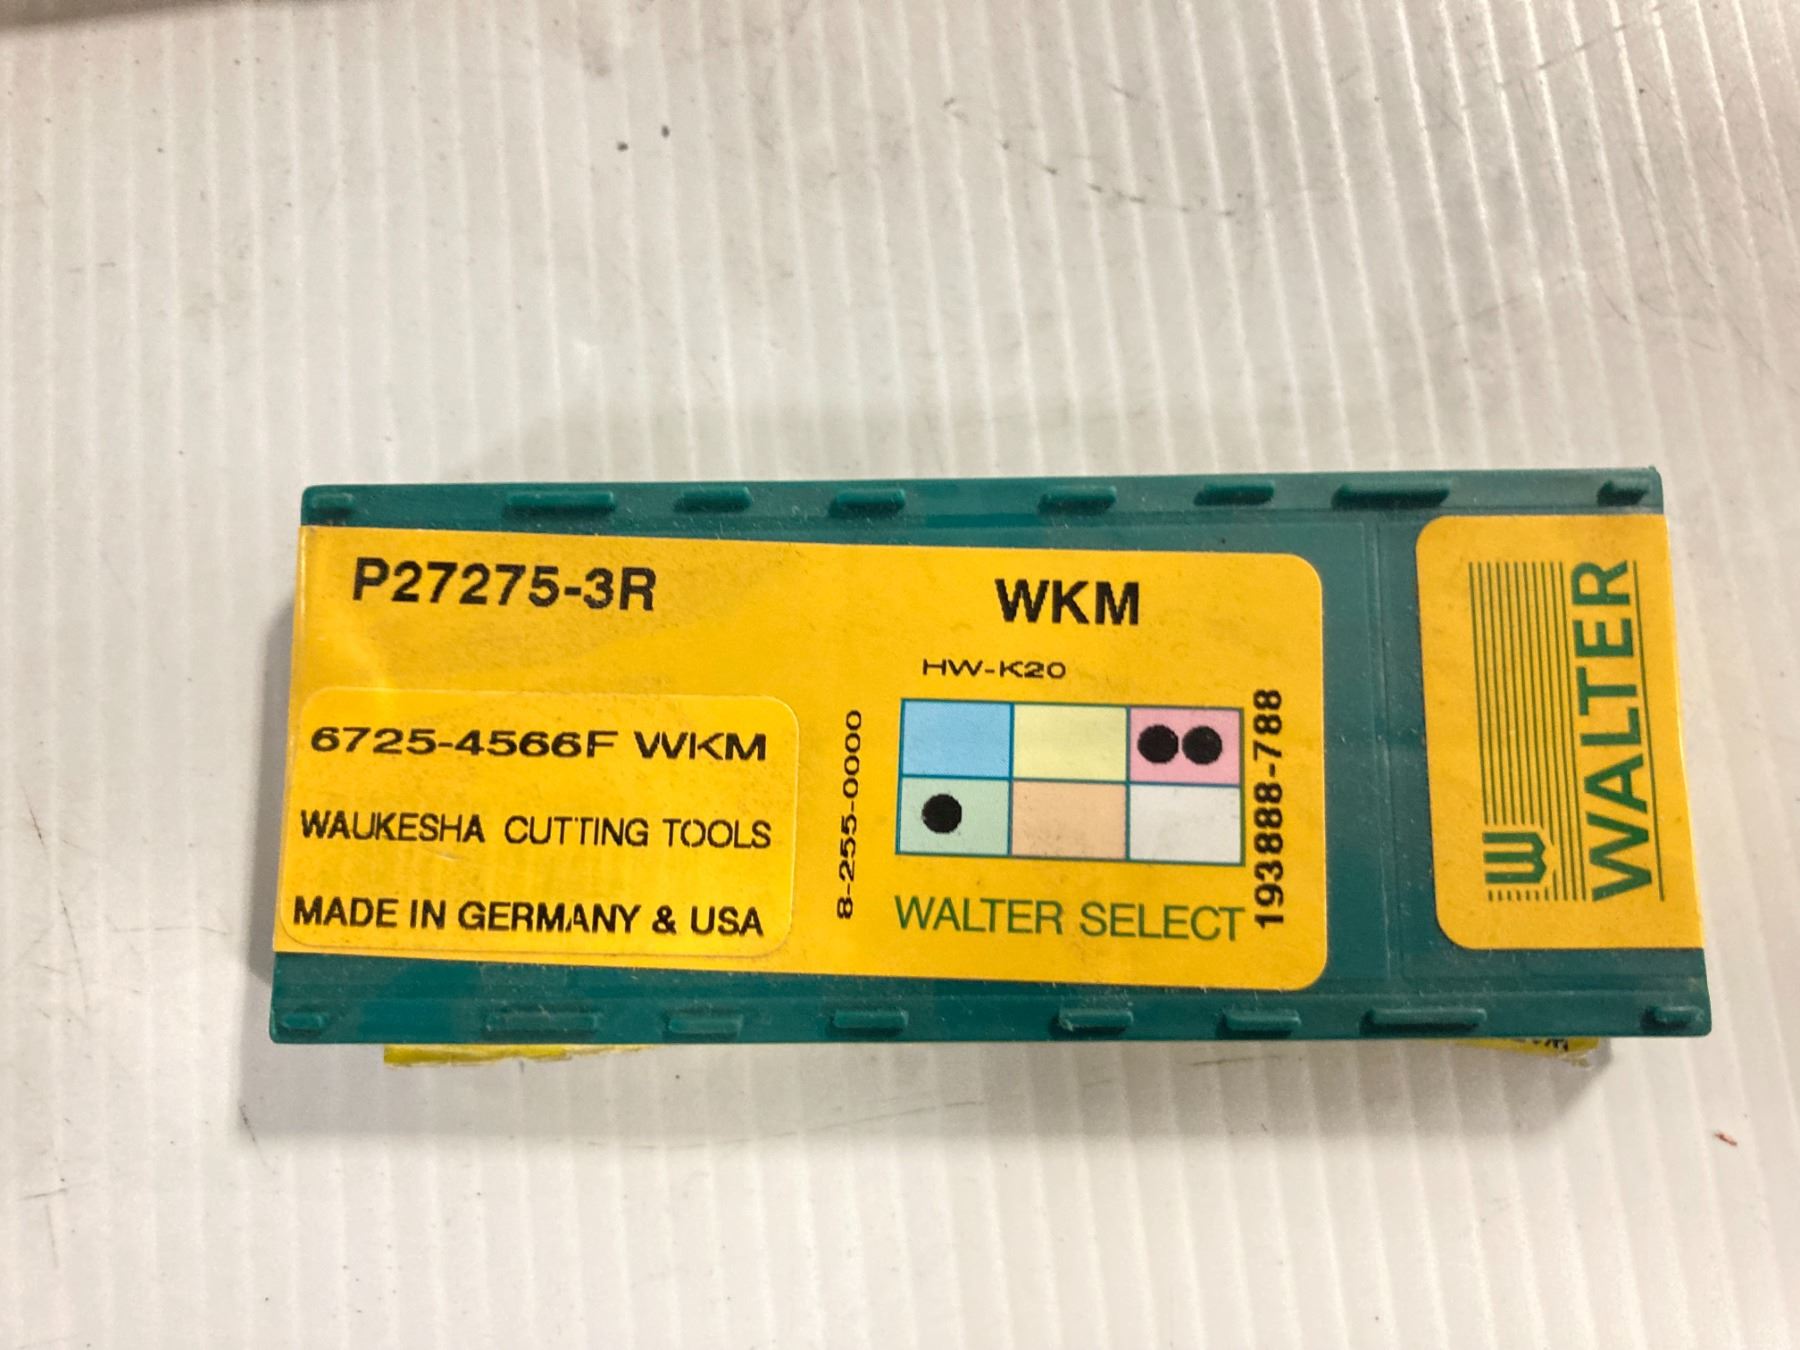 P27275-3R
WKM
HW-K20
6725-4566F WKM
WAUKESHA CUTTING TOOLS
MADE IN GERMANY & USA
8-255-0000
193888-788
WALTER SELECT
W
WALTER